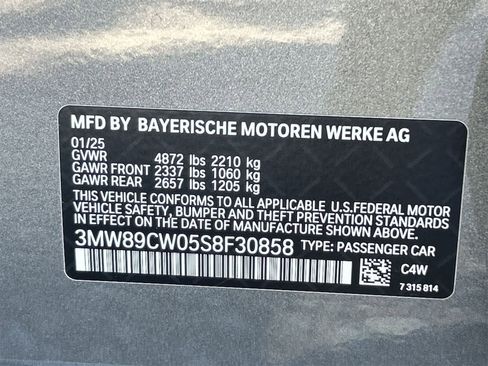 MFD BY BAYERISCHE MOTOREN WERKE AG
01/25
GVWR 4872 lbs 2210 kg
GAWR FRONT 2337 lbs 1060 kg
GAWR REAR 2657 lbs 1205 kg
THIS VEHICLE CONFORMS TO ALL APPLICABLE U.S.FEDERAL MOTOR
VEHICLE SAFETY, BUMPER AND THEFT PREVENTION STANDARDS
IN EFFECT ON THE DATE OF MANUFACTURE SHOWN ABOVE.
3MW89CW05S8F30858 TYPE: PASSENGER CAR
C4W
7 315 814